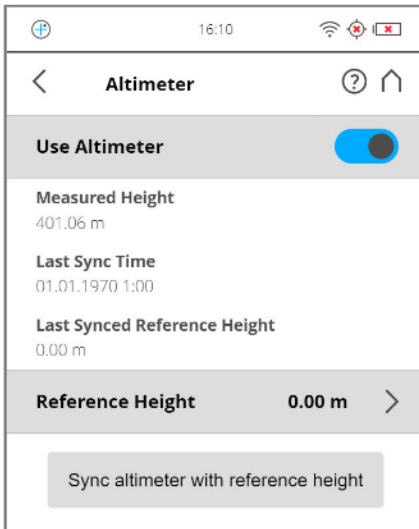 16:10
Altimeter
Use Altimeter
Measured Height
401.06 m
Last Sync Time
01.01.1970 1:00
Last Synced Reference Height
0.00 m
Reference Height 0.00 m
Sync altimeter with reference height